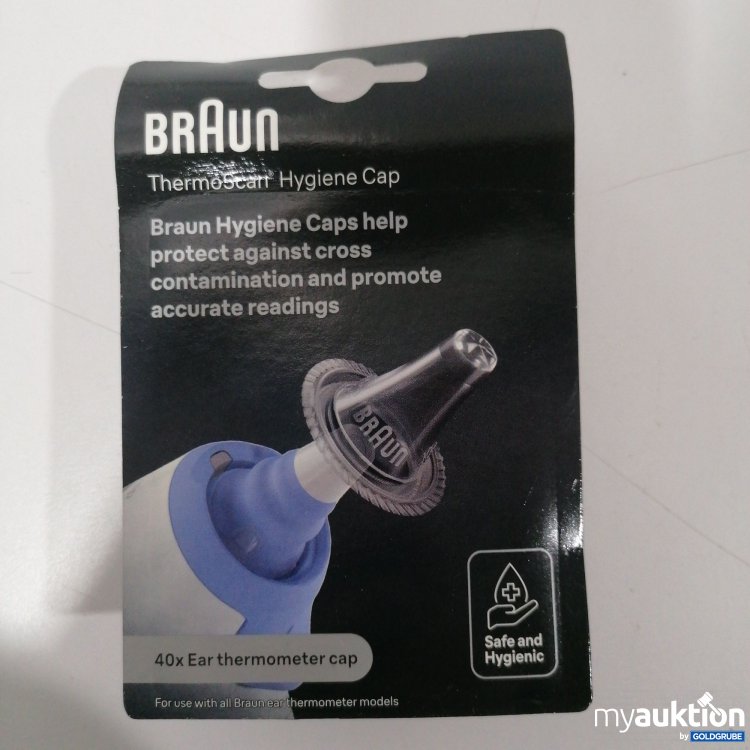 BRAUN
ThermoScan® Hygiene Cap
Braun Hygiene Caps help
protect against cross
contamination and promote
accurate readings
BRAUN
Safe and
Hygienic
40x Ear thermometer cap
For use with all Braun ear thermometer models
myauktion
by GOLDGRUBE